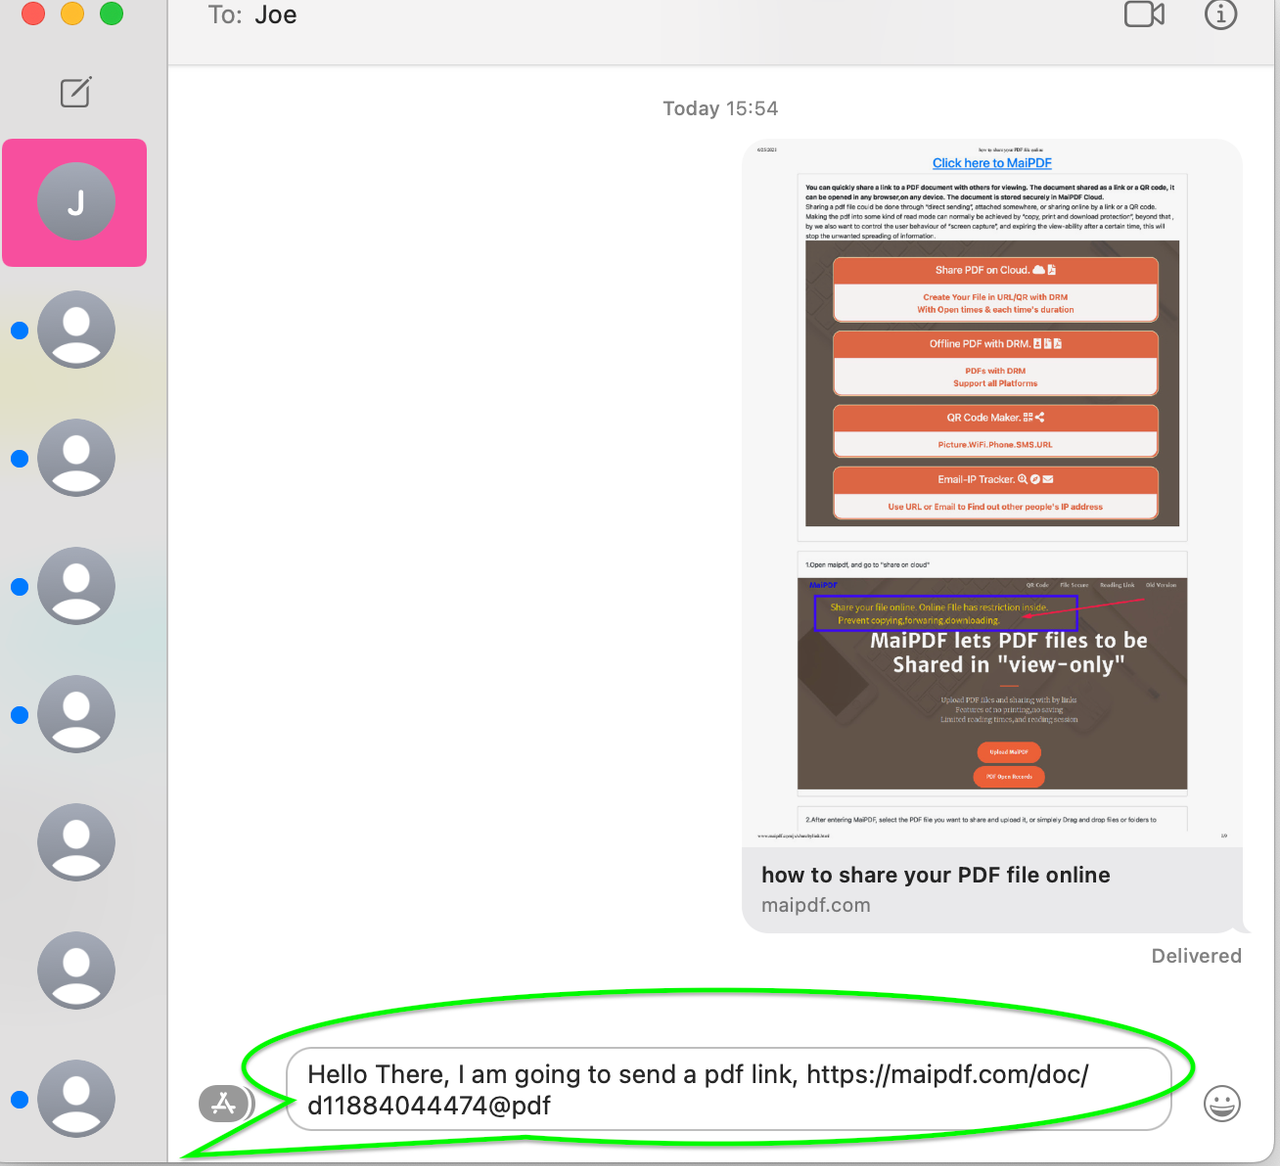 To: Joe
Today 15:54
how to share your PDF file online
Click here to MaiPDF
You can quickly share a link to a PDF document with others for viewing. The document shared as a link or a QR code, it
can be opened in any browser,on any device. The document is stored securely in MaiPDF Cloud.
Sharing a pdf file could be done through "direct sending", attached somewhere, or sharing online by a link or a QR code.
Making the pdf into some kind of read mode can normally be achieved by "copy, print and download protection", beyond that ,
by we also want to control the user behaviour of "screen capture", and expiring the view-ability after a certain time, this will
stop the unwanted spreading of information.
Share PDF on Cloud.
Create Your File in URL/QR with DRM
With Open times & each time's duration
Offline PDF with DRM.
PDFs with DRM
Support all Platforms
QR Code Maker.
Picture.WiFi.Phone.SMS.URL
Email-IP Tracker.
Use URL or Email to Find out other people's IP address
1.Open maipdf, and go to "share on cloud"
MaiPDF QR Code File Secure Reading Link Old Version
Share your file online. Online File has restriction inside.
Prevent copying,forwaring,downloading.
MaiPDF lets PDF files to be
Shared in "view-only"
Upload PDF files and sharing with by links
Features of no printing,no saving
Limited reading times,and reading session
Upload MaiPDF
PDF Open Records
2.After entering MaiPDF, select the PDF file you want to share and upload it, or simplely Drag and drop files or folders to
how to share your PDF file online
maipdf.com
Delivered
Hello There, I am going to send a pdf link, https://maipdf.com/doc/
d11884044474@pdf
J